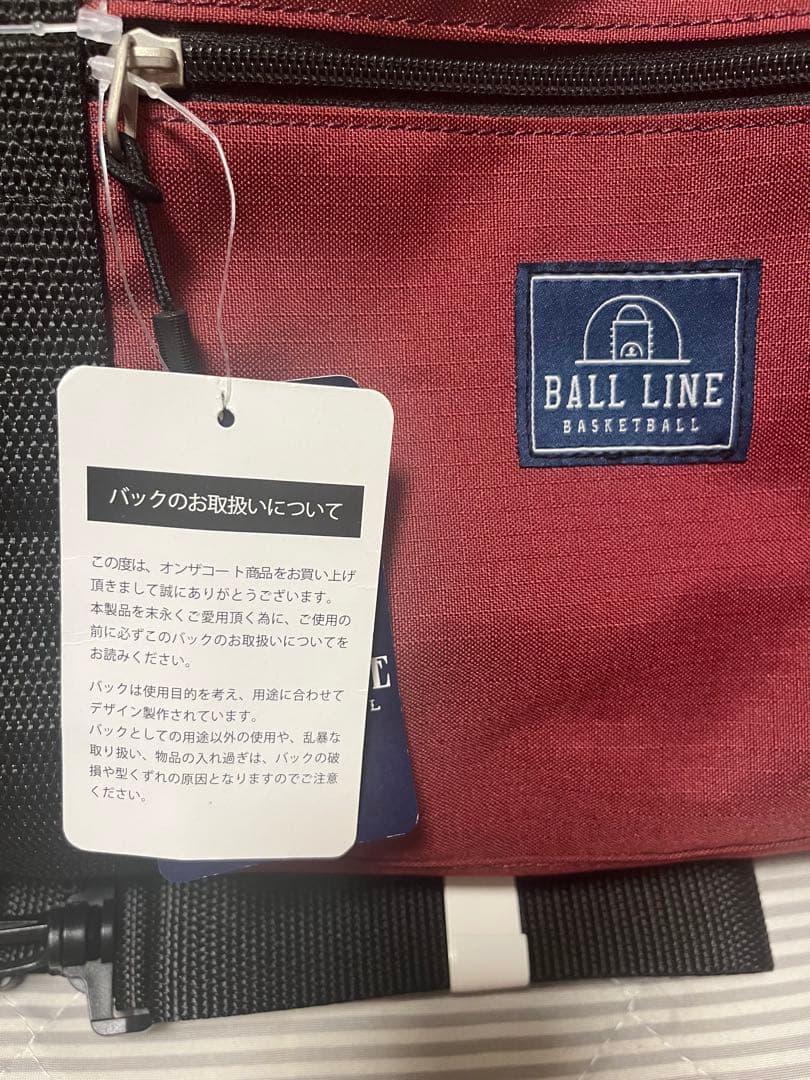 BALL LINE
BASKETBALL
バックのお取扱いについて
この度は、オンザコート商品をお買い上げ
頂きまして誠にありがとうございます。
本製品を末永くご愛用頂く為に、ご使用の
前に必ずこのバックのお取扱いについてを
お読みください。
バックは使用目的を考え、用途に合わせて
デザイン製作されています。
バックとしての用途以外の使用や、乱暴な
取り扱い、物品の入れ過ぎは、バックの破
損や型くずれの原因となりますのでご注意
ください。
E
L